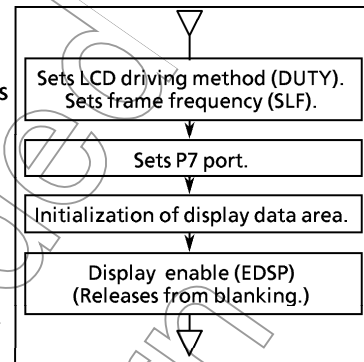 s
Sets LCD driving method (DUTY).
Sets frame frequency (SLF).
Sets P7 port.
Initialization of display data area.
Display enable (EDSP)
(Releases from blanking.)